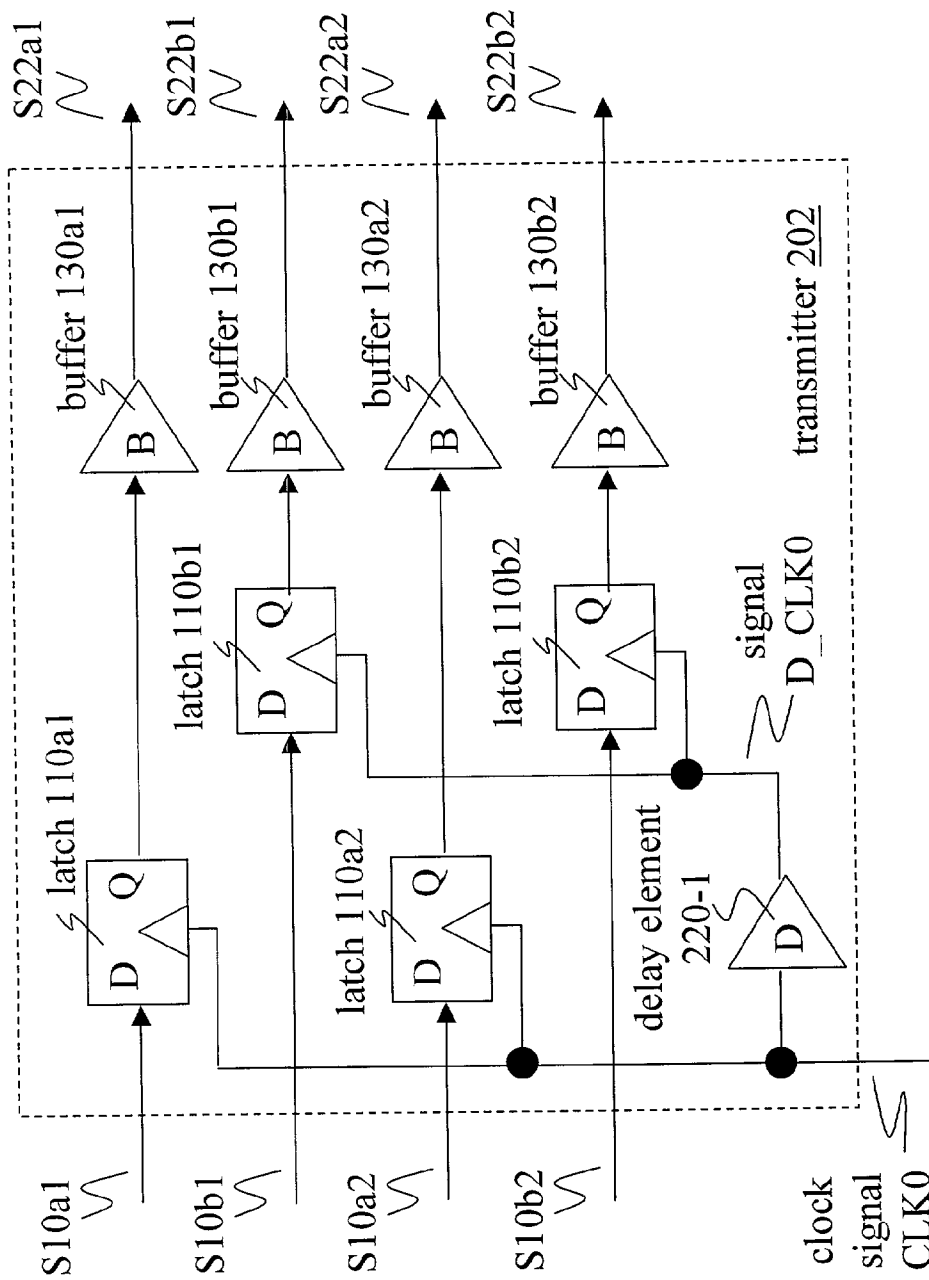 S22a1
S22b1
S22a2
S22b2
buffer 130a1
B
buffer 130b1
B
buffer 130a2
B
buffer 130b2
B
transmitter 202
latch 110a1
D Q
latch 110b1
D Q
latch 110a2
D Q
latch 110b2
D Q
signal
D_CLK0
delay element
220-1
D
S10a1
S10b1
S10a2
S10b2
clock
signal
CLK0